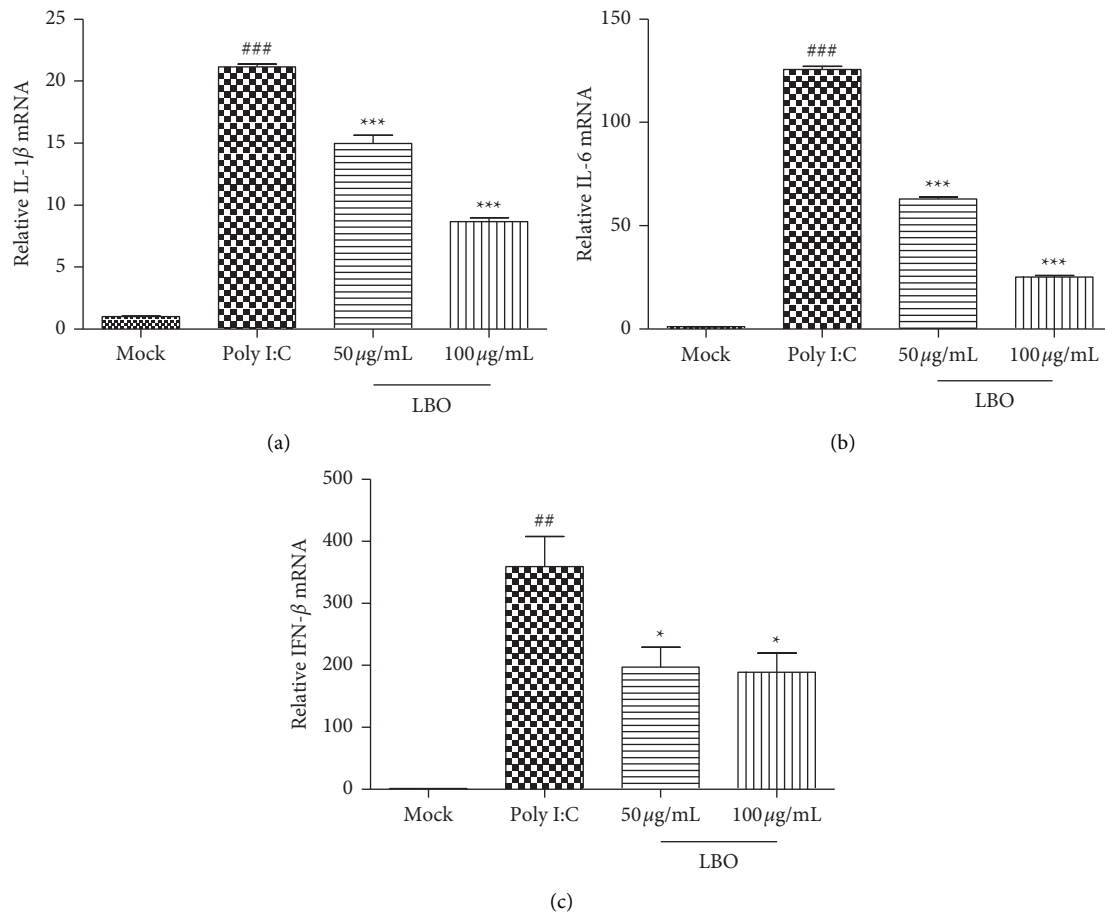 25
20
15
10
5
0
Relative IL-1β mRNA
###
***
***
Mock
Poly I:C
50 μg/mL
100 μg/mL
LBO
(a)
150
100
50
0
Relative IL-6 mRNA
###
***
***
Mock
Poly I:C
50 μg/mL
100 μg/mL
LBO
(b)
500
400
300
200
100
0
Relative IFN-β mRNA
##
*
*
Mock
Poly I:C
50 μg/mL
100 μg/mL
LBO
(c)